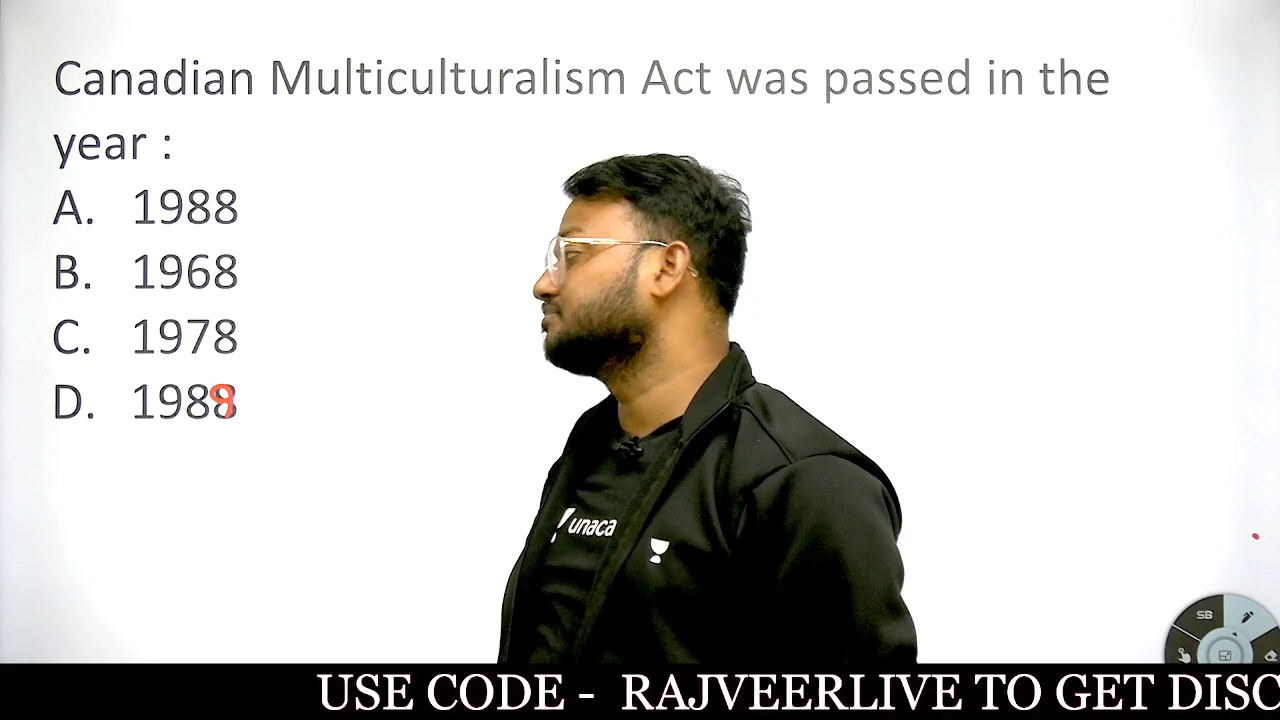 Canadian Multiculturalism Act was passed in the
year :
A. 1988
B. 1968
C. 1978
D. 1989
unaca
SB
USE CODE - RAJVEERLIVE TO GET DISC